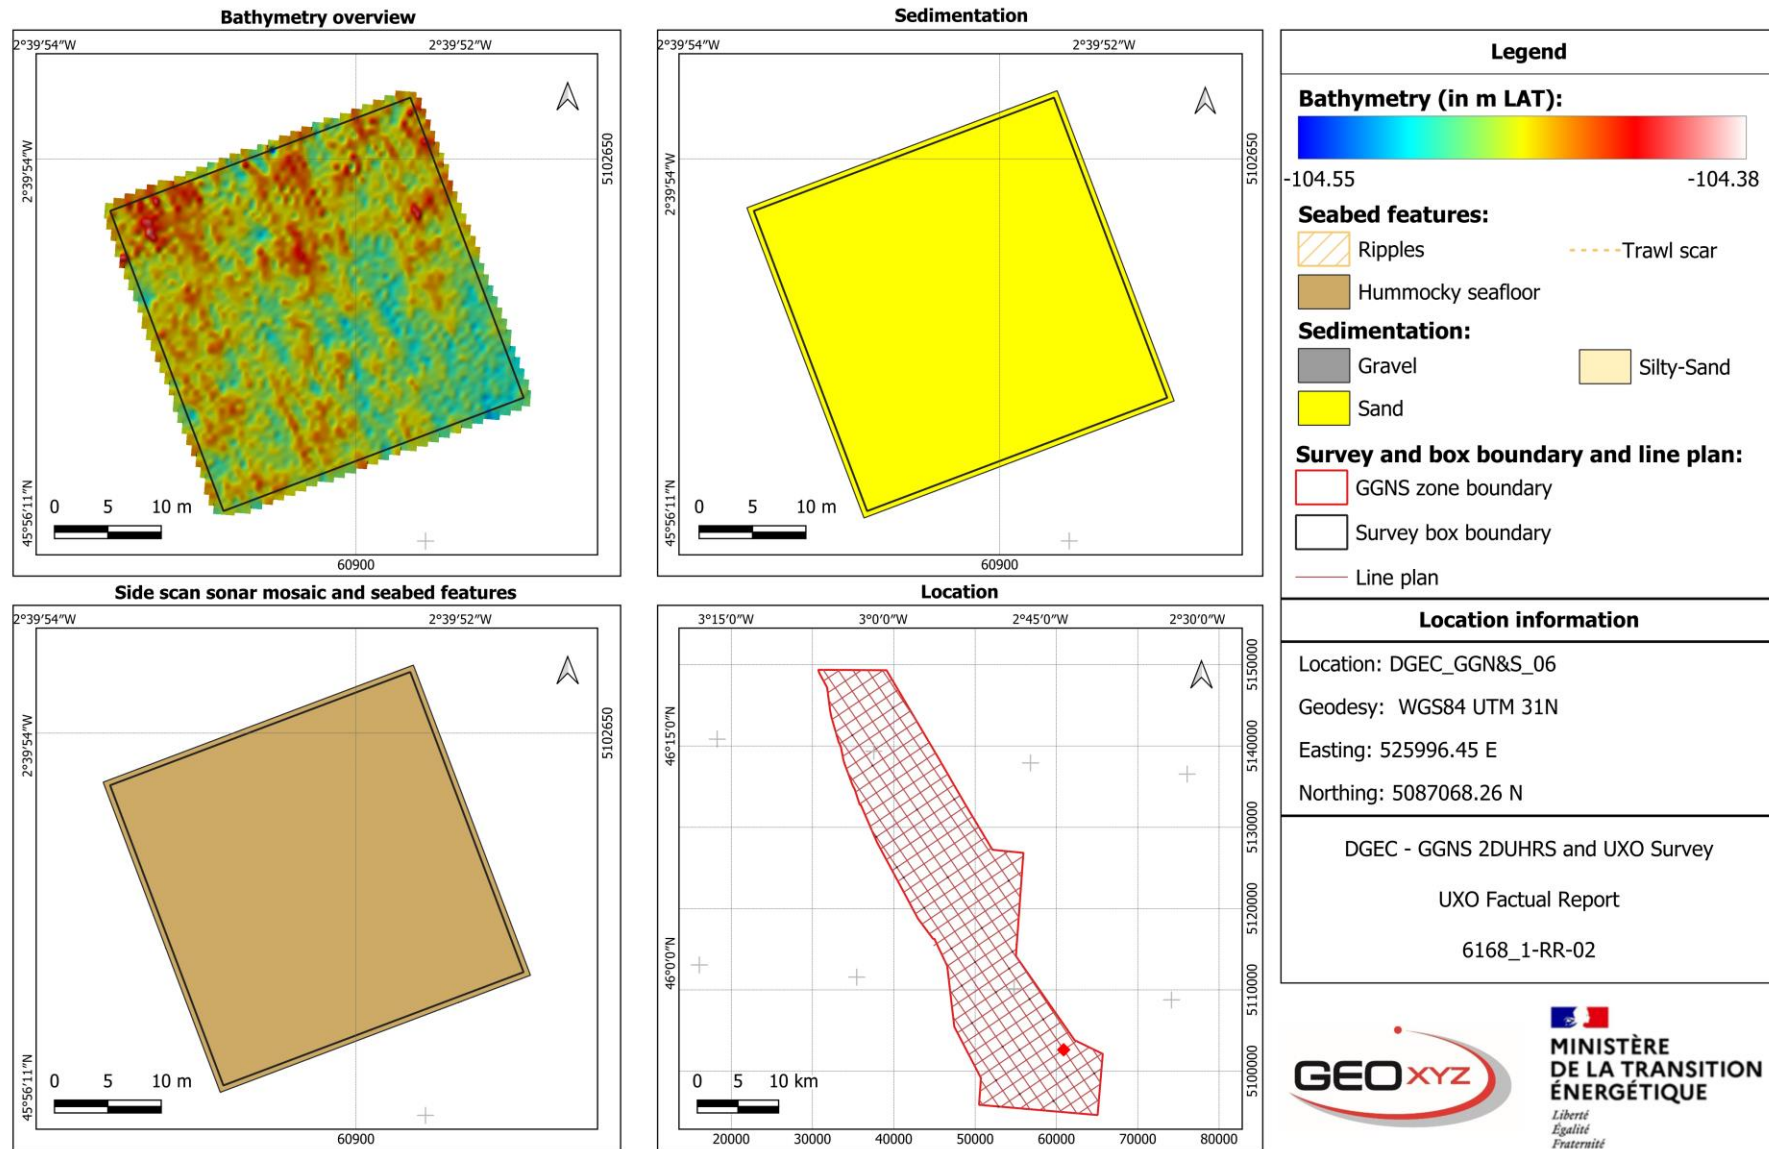 Bathymetry overview
2°39'54"W
2°39'52"W
2°39'54"W
5102650
45°56'11"N
0 5 10 m
60900
Sedimentation
2°39'54"W
2°39'52"W
2°39'54"W
5102650
45°56'11"N
0 5 10 m
60900
Side scan sonar mosaic and seabed features
2°39'54"W
2°39'52"W
2°39'54"W
5102650
45°56'11"N
0 5 10 m
60900
Location
3°15'0"W 3°0'0"W 2°45'0"W 2°30'0"W
46°15'0"N
46°0'0"N
5150000
5140000
5130000
5120000
5110000
5100000
0 5 10 km
20000 30000 40000 50000 60000 70000 80000
Legend
Bathymetry (in m LAT):
-104.55 -104.38
Seabed features:
Ripples
Trawl scar
Hummocky seafloor
Sedimentation:
Gravel
Silty-Sand
Sand
Survey and box boundary and line plan:
GGNS zone boundary
Survey box boundary
Line plan
Location information
Location: DGEC_GGN&S_06
Geodesy: WGS84 UTM 31N
Easting: 525996.45 E
Northing: 5087068.26 N
DGEC - GGNS 2DUHRS and UXO Survey
UXO Factual Report
6168_1-RR-02
GEO XYZ
MINISTÈRE
DE LA TRANSITION
ÉNERGÉTIQUE
Liberté
Égalité
Fraternité